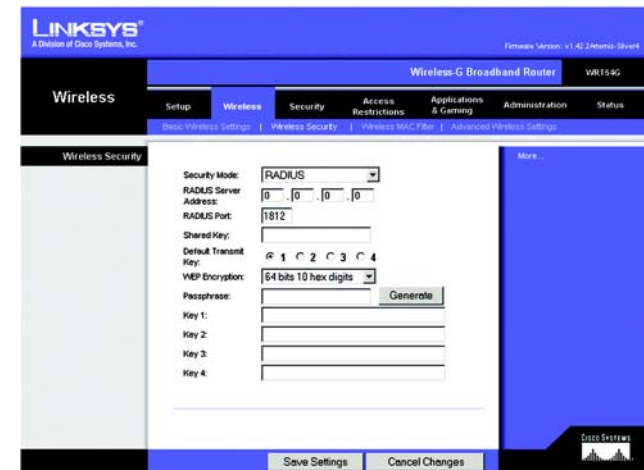 LINKSYS®
A Division of Cisco Systems, Inc.
Firmware Version: v1.42.2
Wireless-G Broadband Router WRT54G
Wireless
Setup Wireless Security Access Restrictions Applications & Gaming Administration Status
Basic Wireless Settings | Wireless Security | Wireless MAC Filter | Advanced Wireless Settings
Wireless Security
More...
Security Mode: RADIUS
RADIUS Server Address: 0 . 0 . 0 . 0
RADIUS Port: 1812
Shared Key:
Default Transmit Key: 1 2 3 4
WEP Encryption: 64 bits 10 hex digits
Passphrase: Generate
Key 1:
Key 2:
Key 3:
Key 4:
CISCO SYSTEMS
Save Settings Cancel Changes